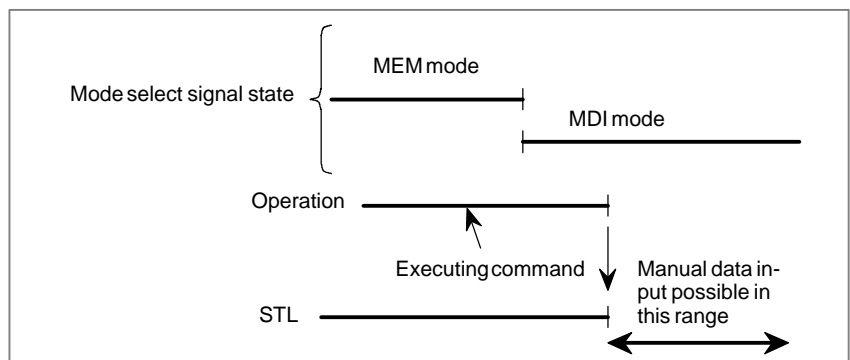 MEM mode
Mode select signal state
MDI mode
Operation
Executing command
Manual data in-
put possible in
this range
STL